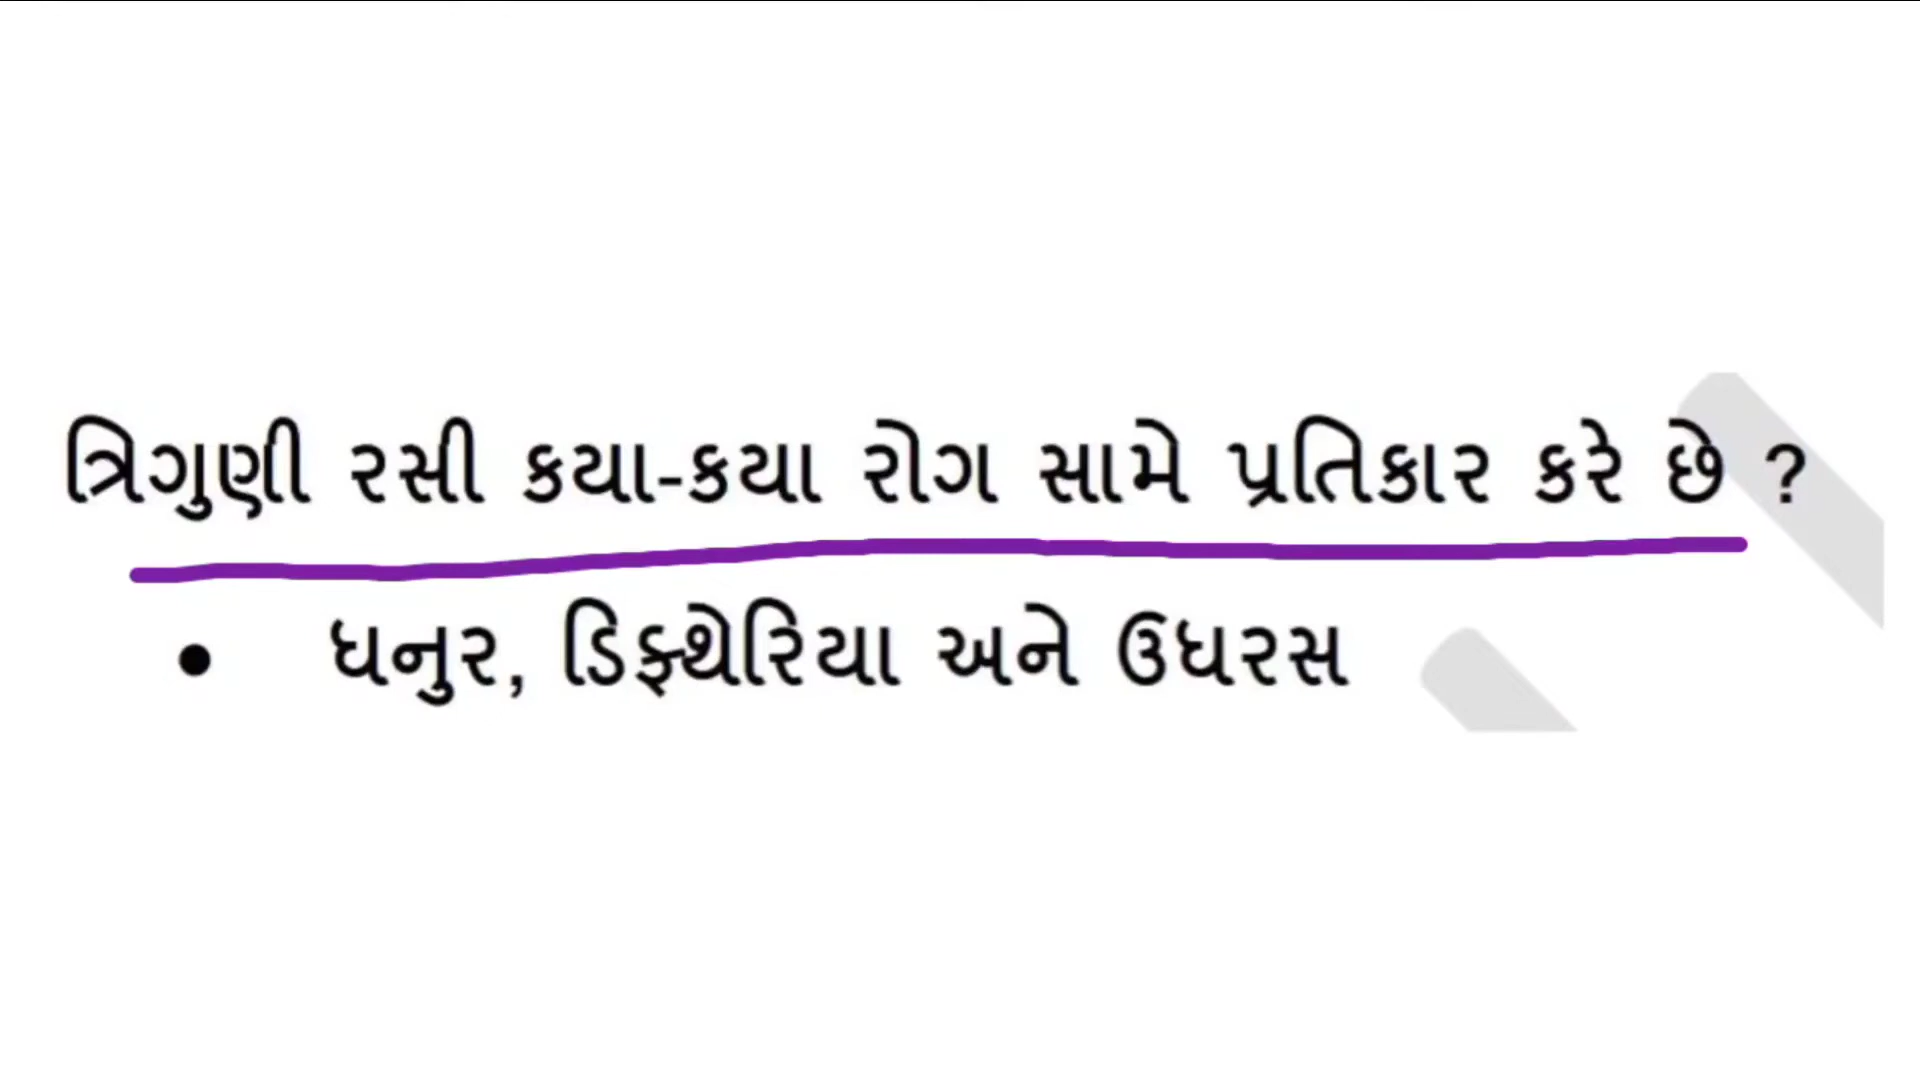 ત્રિગુણી રસી કયા-કયા રોગ સામે પ્રતિકાર કરે છે ?
• ધનુર, ડિફ્થેરિયા અને ઉધરસ